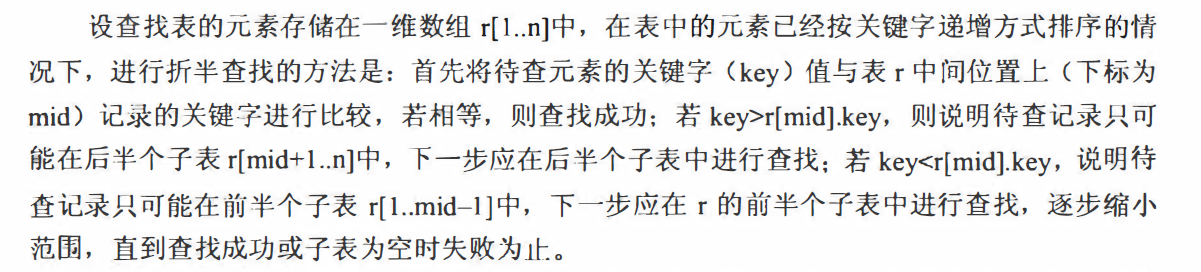 设查找表的元素存储在一维数组 r[1..n]中，在表中的元素已经按关键字递增方式排序的情
况下，进行折半查找的方法是：首先将待查元素的关键字（key）值与表 r 中间位置上（下标为
mid）记录的关键字进行比较，若相等，则查找成功；若 key>r[mid].key，则说明待查记录只可
能在后半个子表 r[mid+1..n]中，下一步应在后半个子表中进行查找；若 key<r[mid].key，说明待
查记录只可能在前半个子表 r[1..mid–1]中，下一步应在 r 的前半个子表中进行查找，逐步缩小
范围，直到查找成功或子表为空时失败为止。